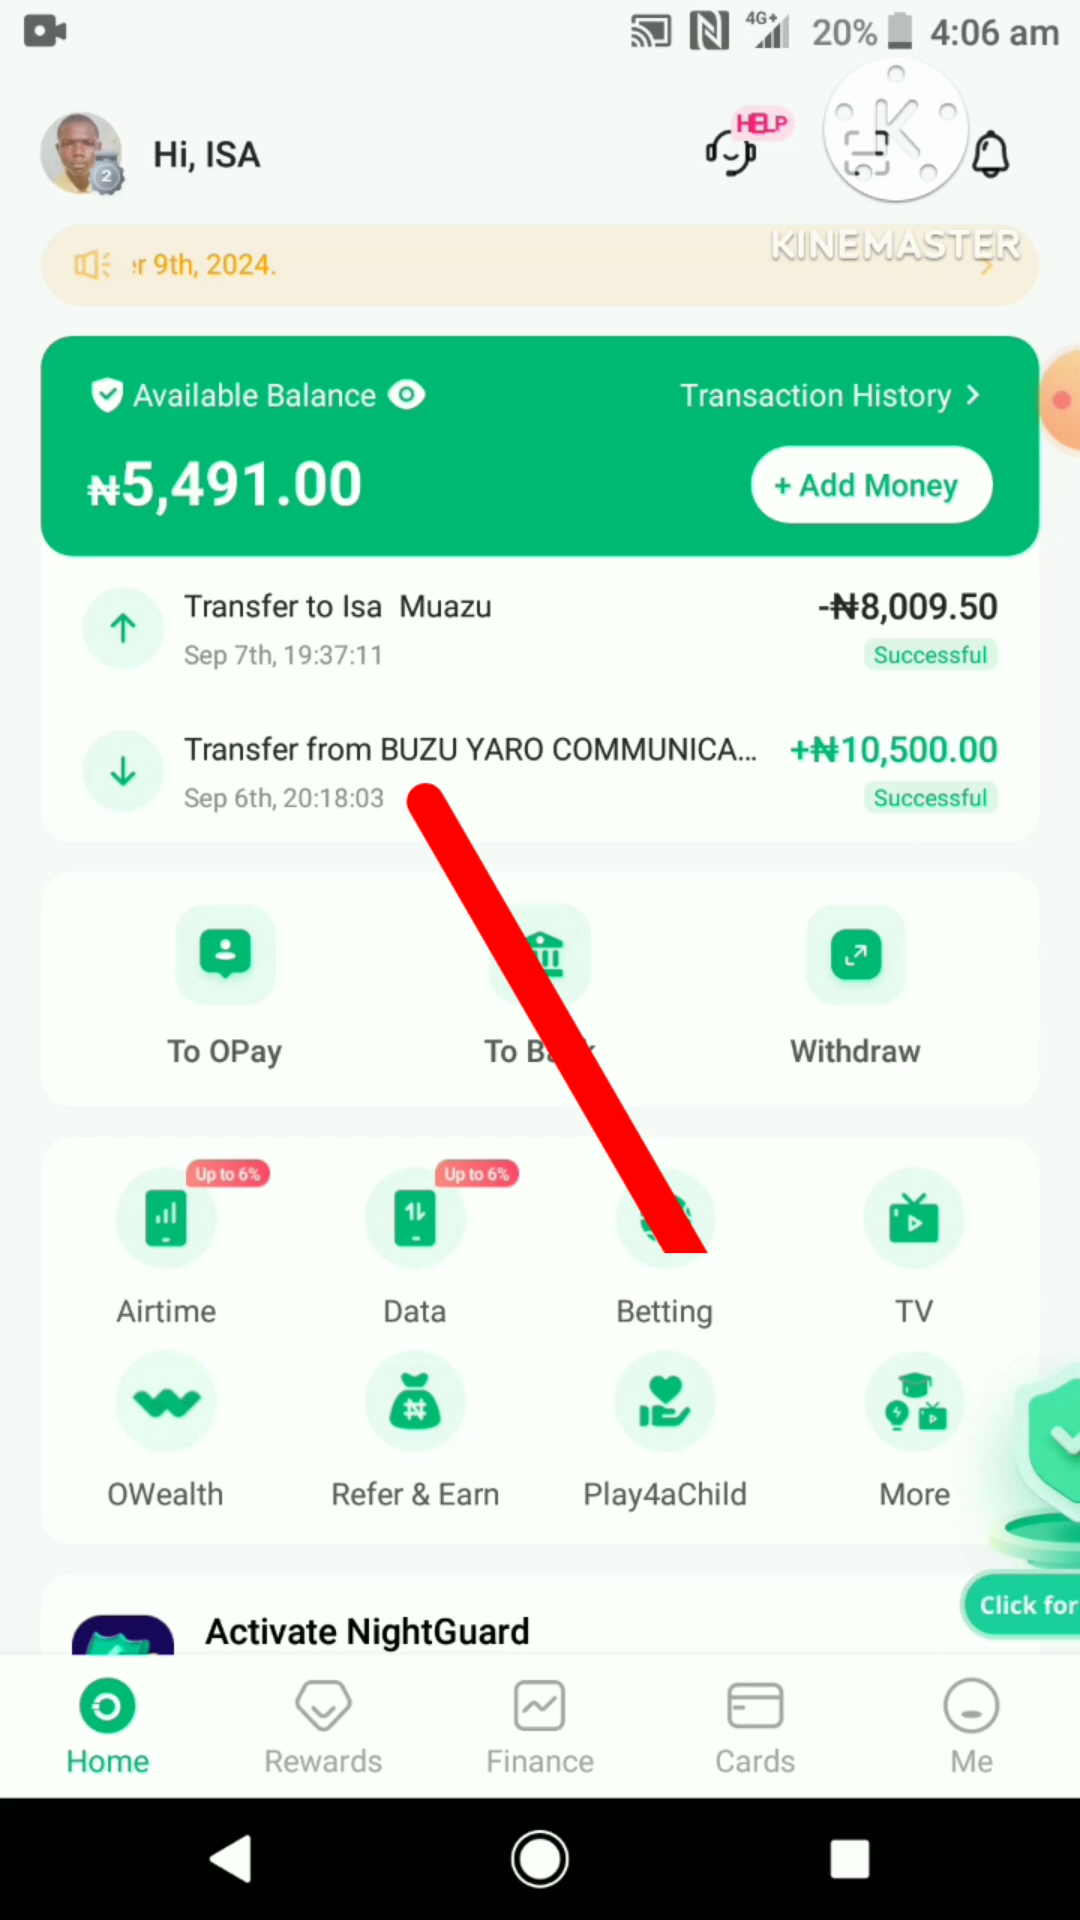 4G+ 20% 4:06 am
HELP
2
Hi, ISA
K
KINEMASTER
r 9th, 2024.
Available Balance
Transaction History >
₦5,491.00
+ Add Money
Transfer to Isa Muazu
-₦8,009.50
Sep 7th, 19:37:11
Successful
Transfer from BUZU YARO COMMUNICA...
+₦10,500.00
Sep 6th, 20:18:03
Successful
To OPay
To Ba
Withdraw
Up to 6%
Up to 6%
Airtime
Data
Betting
TV
OWealth
Refer & Earn
Play4aChild
More
Click for
Activate NightGuard
Home
Rewards
Finance
Cards
Me